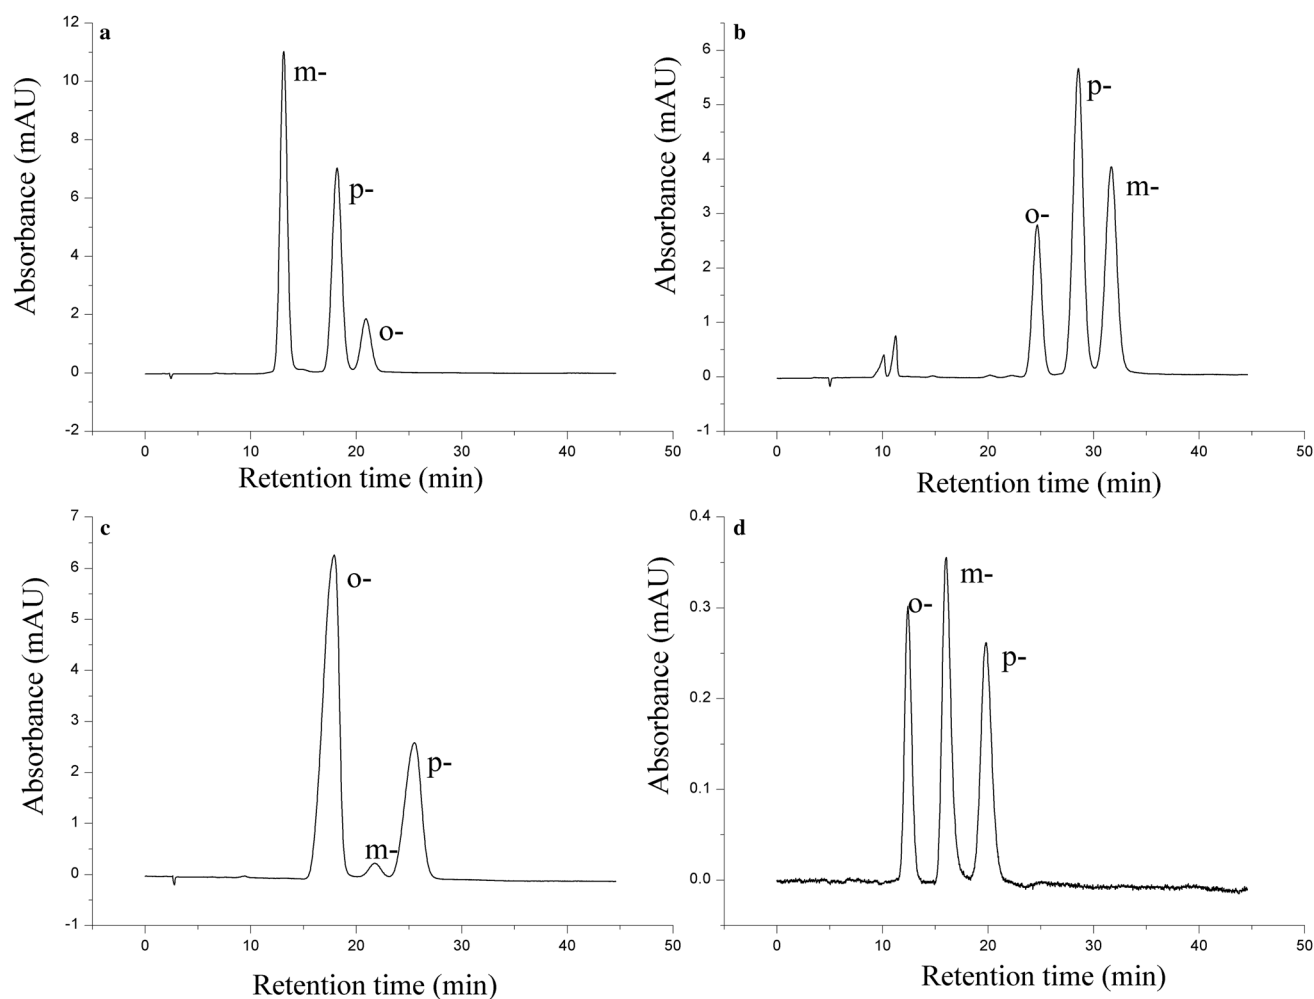 a
12
10
8
6
4
2
0
-2
Absorbance (mAU)
m-
p-
o-
0 10 20 30 40 50
Retention time (min)
b
6
5
4
3
2
1
0
-1
Absorbance (mAU)
o-
p-
m-
0 10 20 30 40 50
Retention time (min)
c
7
6
5
4
3
2
1
0
-1
Absorbance (mAU)
o-
m-
p-
0 10 20 30 40 50
Retention time (min)
d
0.4
0.3
0.2
0.1
0.0
Absorbance (mAU)
o-
m-
p-
0 10 20 30 40 50
Retention time (min)